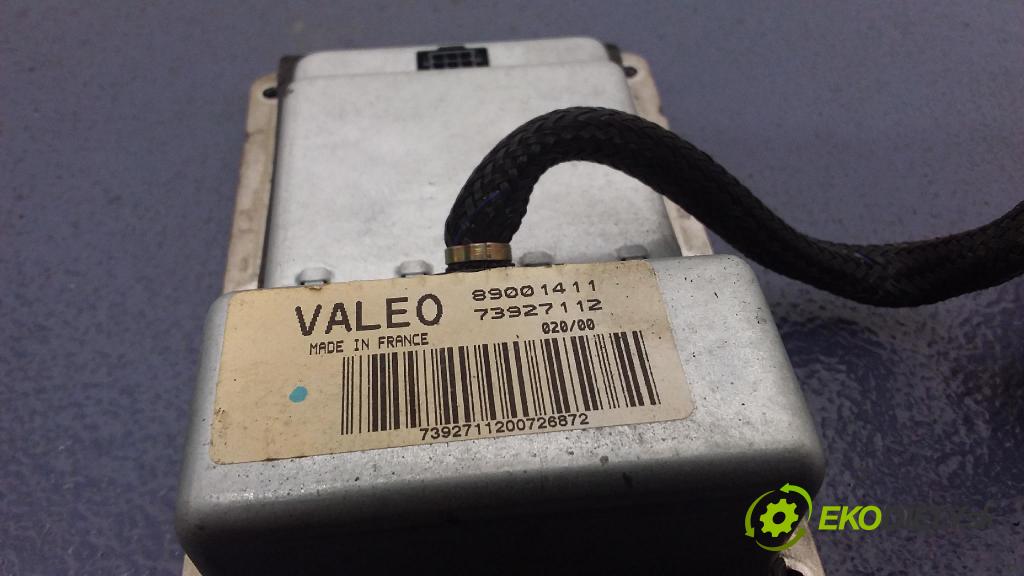 VALEO
89001411
73927112
020/00
MADE IN FRANCE
7392711200726872
EKO